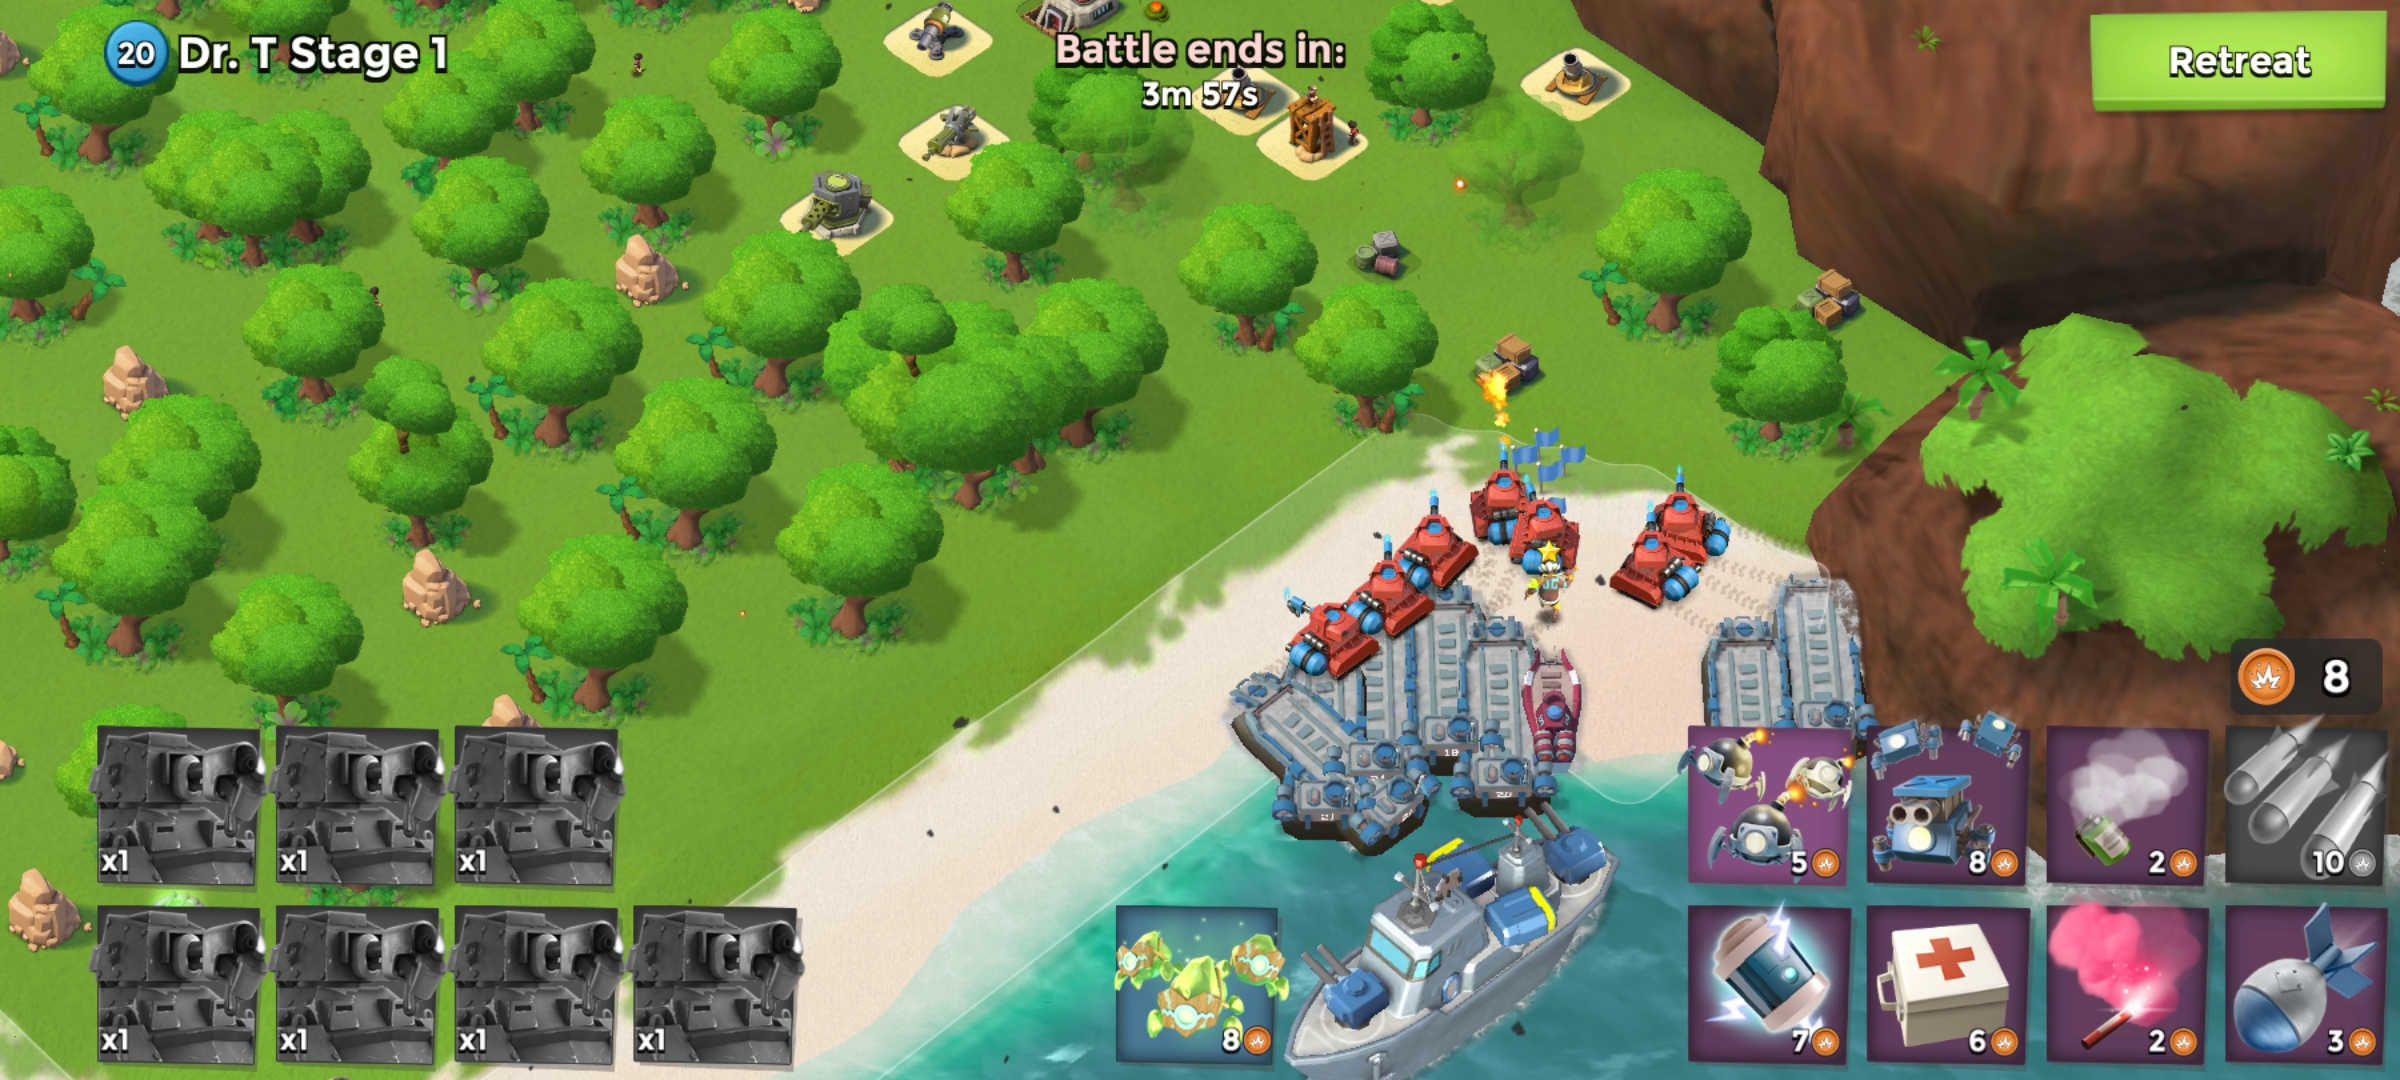 20 Dr. T Stage 1
Battle ends in:
3m 57s
Retreat
8
x1 x1 x1
5 8 2 10
x1 x1 x1 x1
8
7 6 2 3